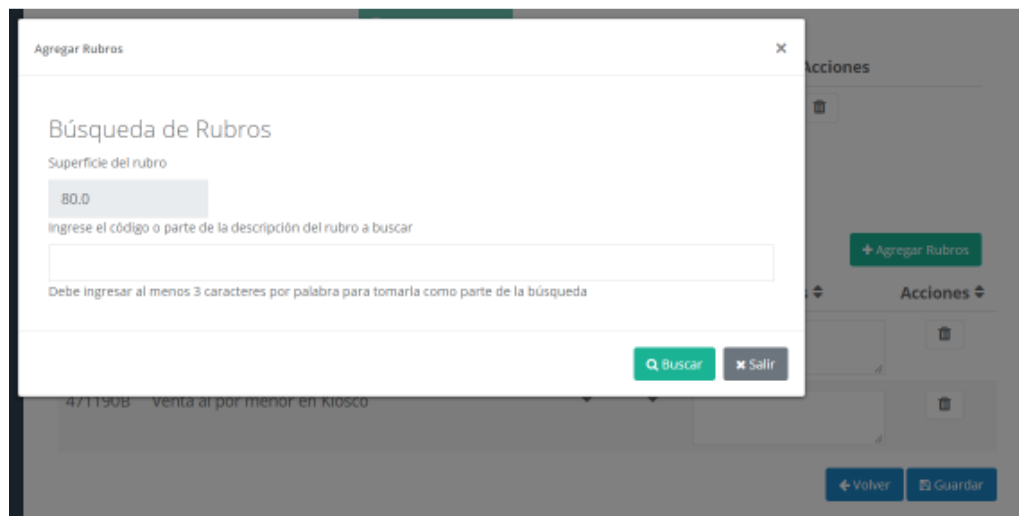 Agregar Rubros ×
Acciones
Búsqueda de Rubros
Superficie del rubro
80.0
Ingrese el código o parte de la descripción del rubro a buscar
Debe ingresar al menos 3 caracteres por palabra para tomarla como parte de la búsqueda
Buscar Salir
+ Agregar Rubros
Acciones
471190B Venta al por menor en Kiosco
Volver Guardar